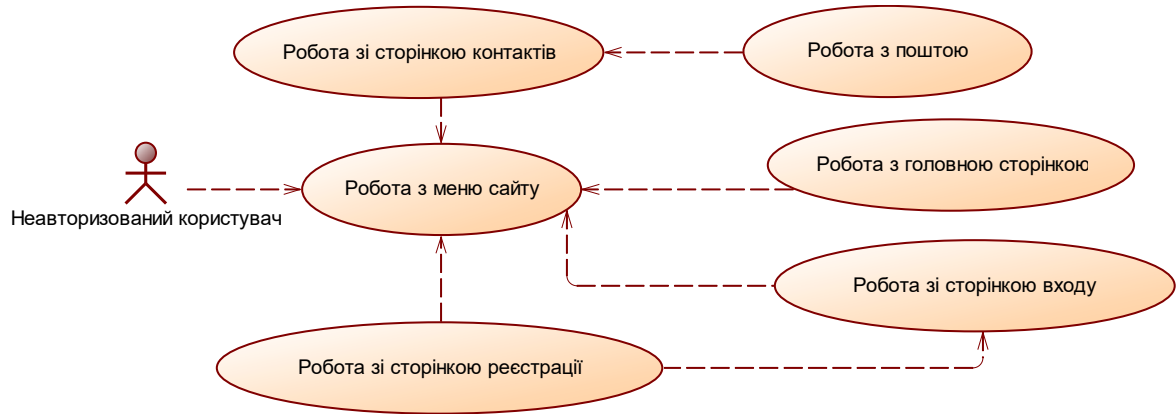 Робота зі сторінкою контактів
Робота з поштою
Робота з головною сторінкою
Робота з меню сайту
Неавторизований користувач
Робота зі сторінкою входу
Робота зі сторінкою реєстрації